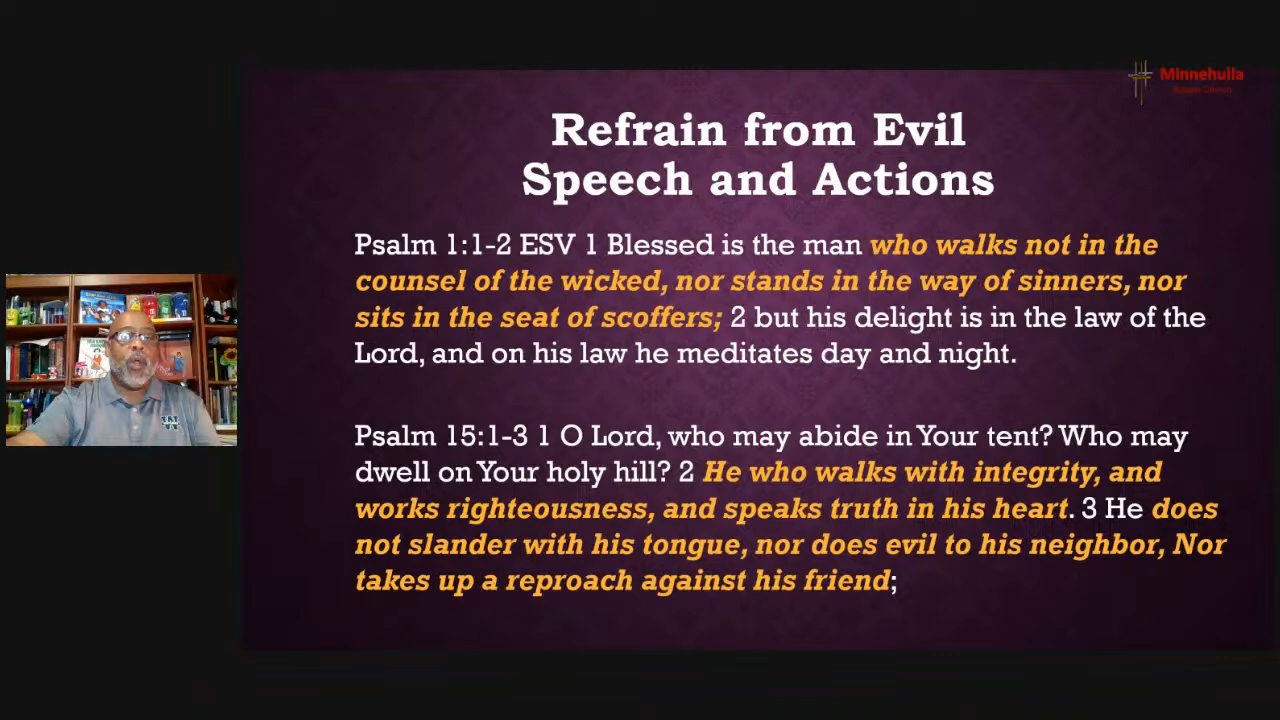 Minnehulla
Baptist Church
Refrain from Evil
Speech and Actions
Psalm 1:1-2 ESV 1 Blessed is the man who walks not in the
counsel of the wicked, nor stands in the way of sinners, nor
sits in the seat of scoffers; 2 but his delight is in the law of the
Lord, and on his law he meditates day and night.
Psalm 15:1-3 1 O Lord, who may abide in Your tent? Who may
dwell on Your holy hill? 2 He who walks with integrity, and
works righteousness, and speaks truth in his heart. 3 He does
not slander with his tongue, nor does evil to his neighbor, Nor
takes up a reproach against his friend;